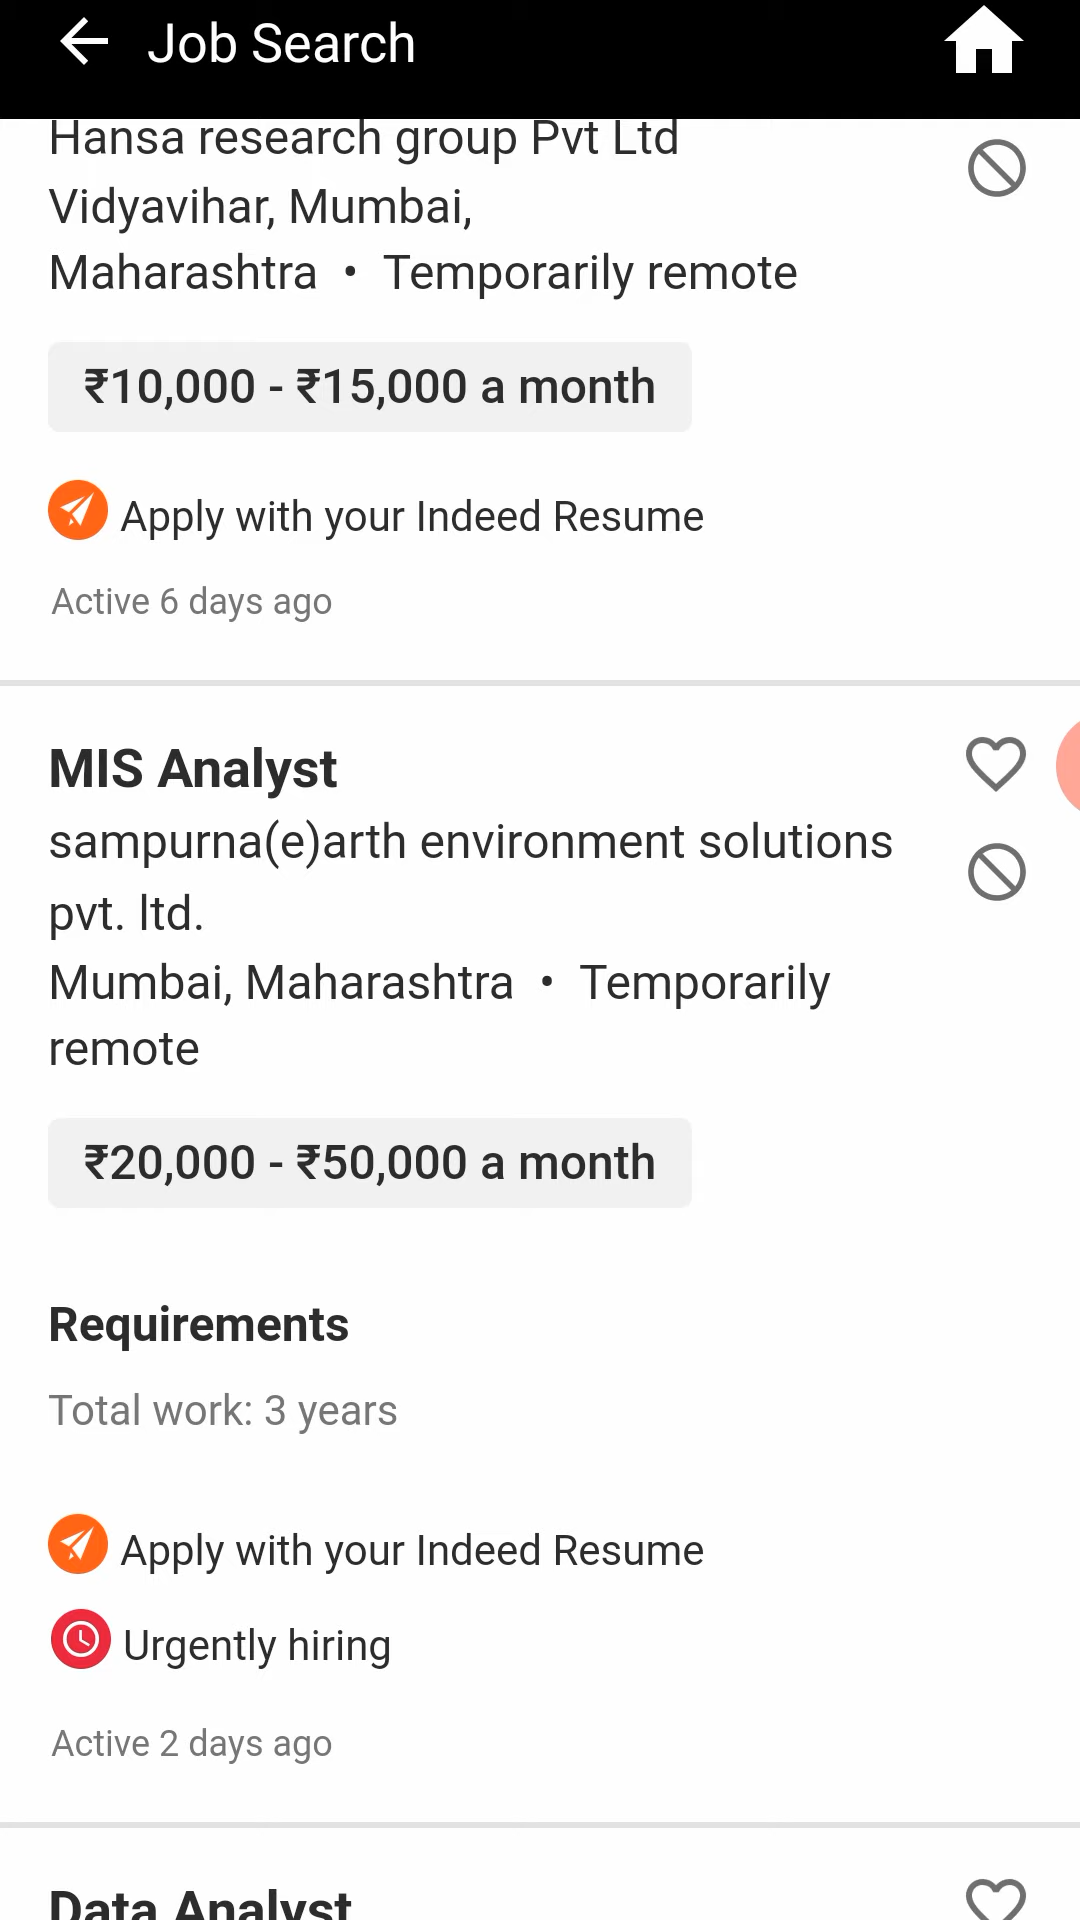 Job Search
Hansa research group Pvt Ltd
Vidyavihar, Mumbai,
Maharashtra • Temporarily remote
₹10,000 - ₹15,000 a month
Apply with your Indeed Resume
Active 6 days ago
MIS Analyst
sampurna(e)arth environment solutions
pvt. ltd.
Mumbai, Maharashtra • Temporarily
remote
₹20,000 - ₹50,000 a month
Requirements
Total work: 3 years
Apply with your Indeed Resume
Urgently hiring
Active 2 days ago
Data Analyst